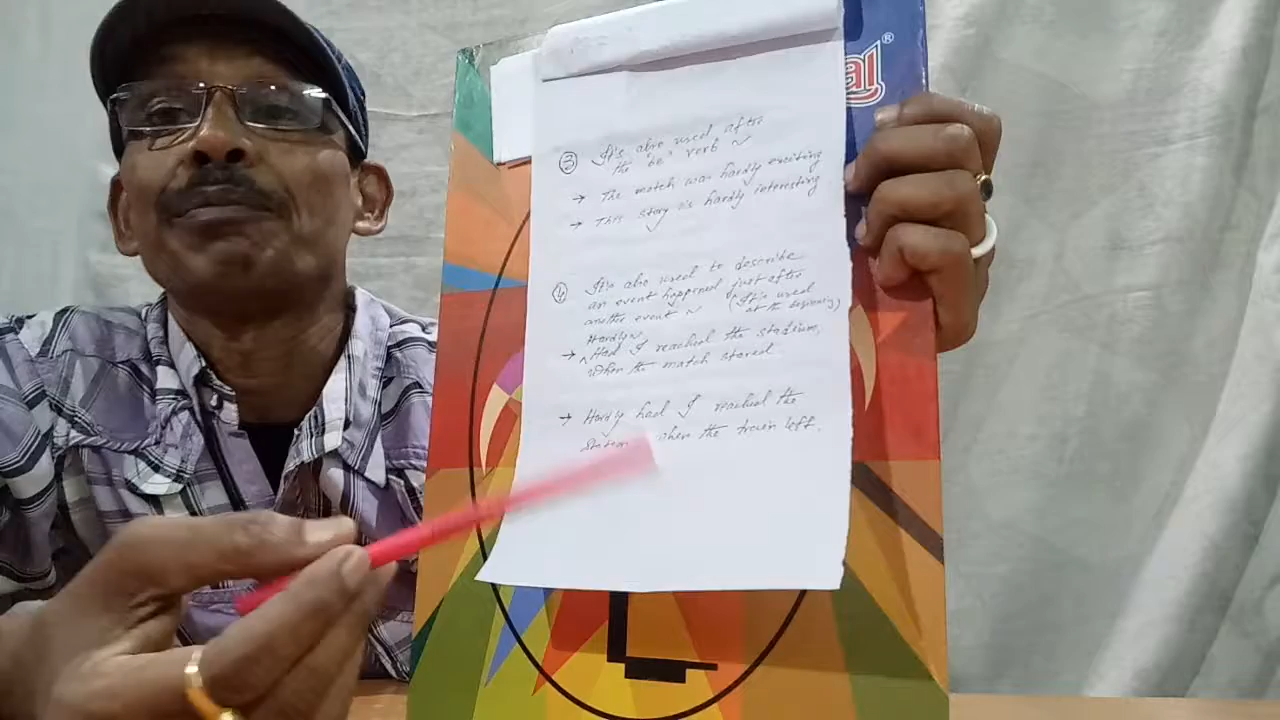 al®
③ It's also used after
the "be" verb ~
→ The match was hardly exciting
→ This story is hardly interesting
④ It's also used to describe
an event happened just after
another event ~ (It's used
at the beginning)
Hardly
→ ^ Had I reached the stadium,
when the match stared
→ Hardly had I reached the
when the train left.